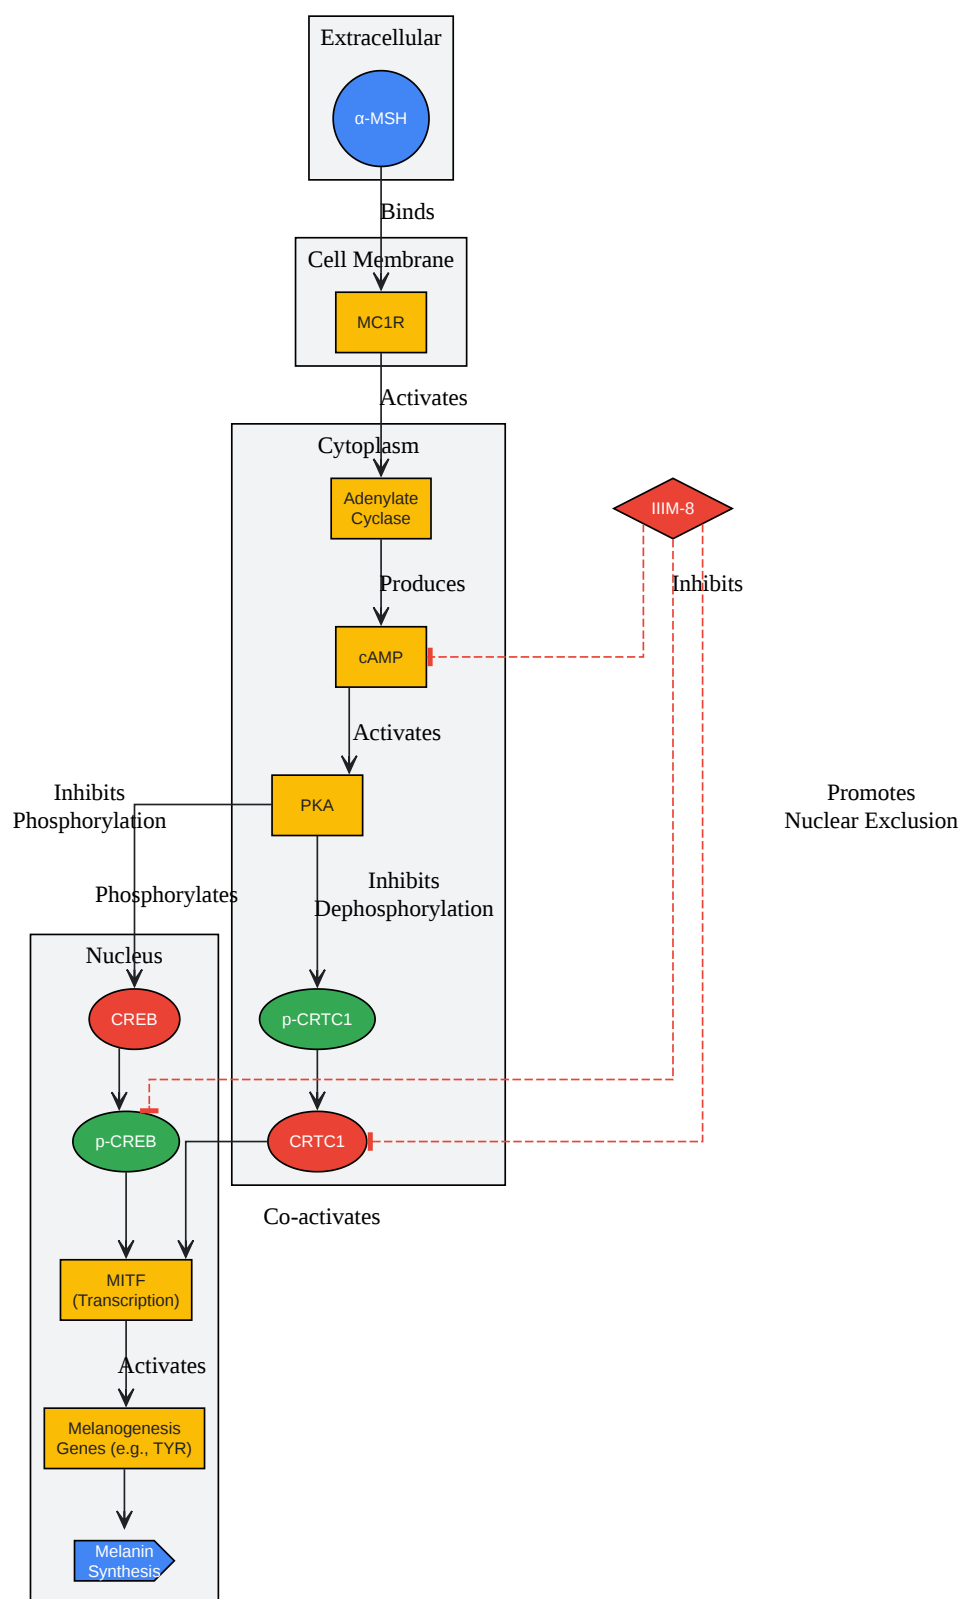 Extracellular
α-MSH
Binds
Cell Membrane
MC1R
Activates
Cytoplasm
Adenylate
Cyclase
IIIM-8
Produces
Inhibits
cAMP
Activates
Inhibits
Phosphorylation
PKA
Promotes
Nuclear Exclusion
Phosphorylates
Inhibits
Dephosphorylation
Nucleus
CREB
p-CRTC1
p-CREB
CRTC1
Co-activates
MITF
(Transcription)
Activates
Melanogenesis
Genes (e.g., TYR)
Melanin
Synthesis